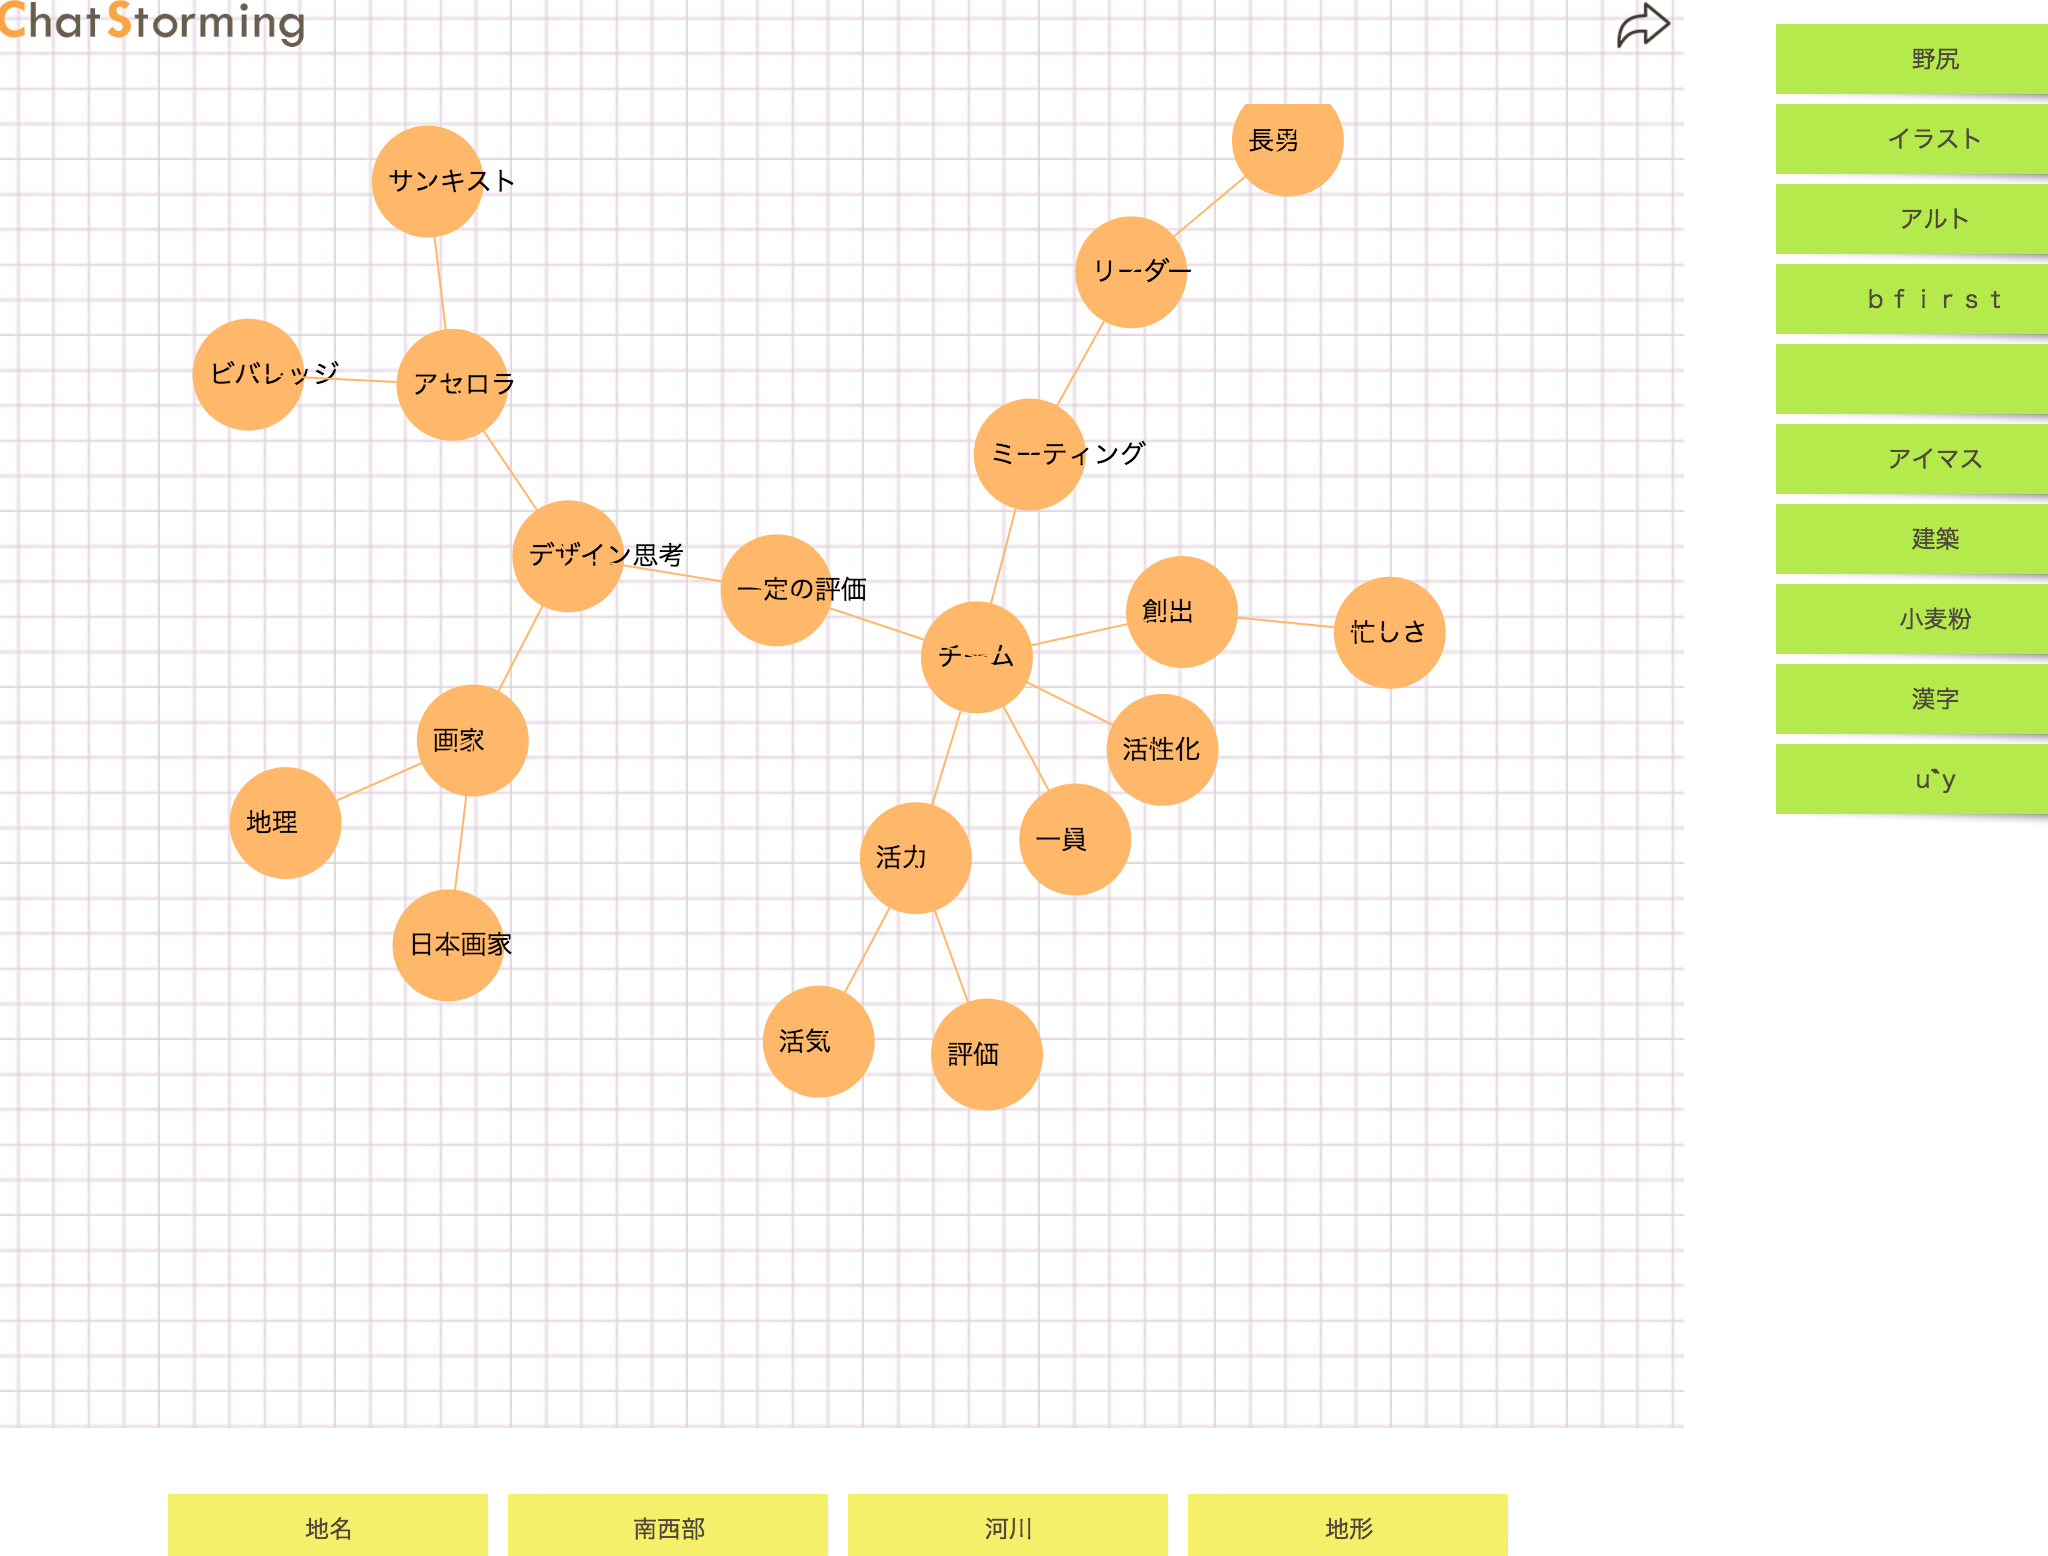 ChatStorming
長男
サンキスト
リーダー
ビバレッジ
アセロラ
ミーティング
デザイン思考
一定の評価
創出
忙しさ
チーム
画家
活性化
地理
一員
活力
日本画家
活気
評価
野尻
イラスト
アルト
ｂｆｉｒｓｔ
アイマス
建築
小麦粉
漢字
地名
南西部
河川
地形